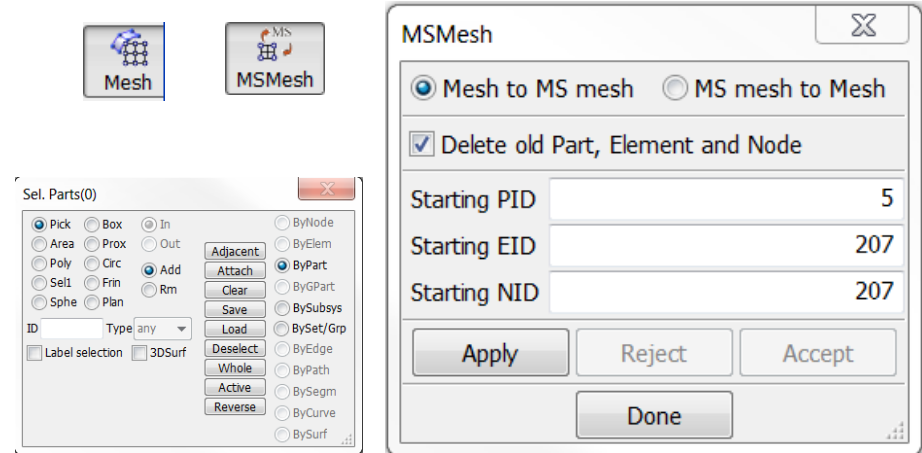 Mesh
MS
MSMesh
Sel. Parts(0)
Pick Box In ByNode
Area Prox Out Adjacent ByElem
Poly Circ Add Attach ByPart
Sel1 Frin Rm Clear ByGPart
Sphe Plan Save BySubsys
ID Type any Load BySet/Grp
Label selection 3DSurf Deselect ByEdge
Whole ByPath
Active BySegm
Reverse ByCurve
BySurf
MSMesh
Mesh to MS mesh MS mesh to Mesh
Delete old Part, Element and Node
Starting PID 5
Starting EID 207
Starting NID 207
Apply Reject Accept
Done